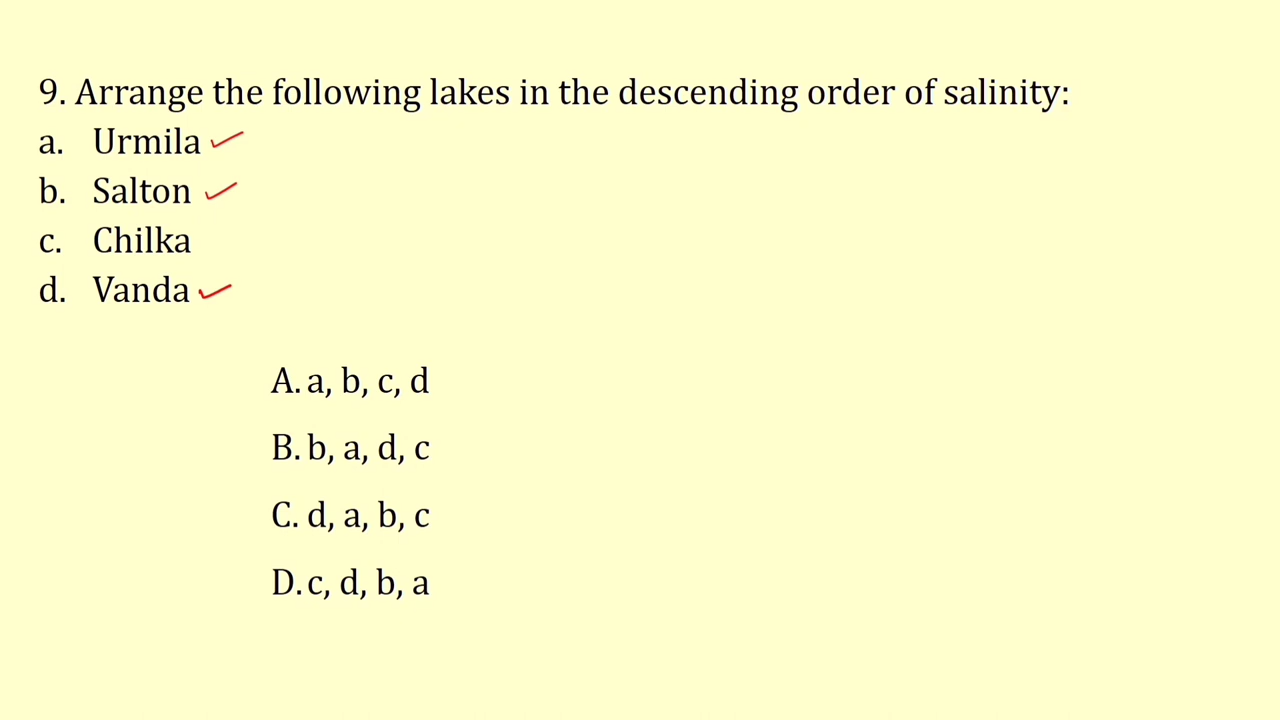 9. Arrange the following lakes in the descending order of salinity:
a. Urmila
b. Salton
c. Chilka
d. Vanda
A. a, b, c, d
B. b, a, d, c
C. d, a, b, c
D. c, d, b, a